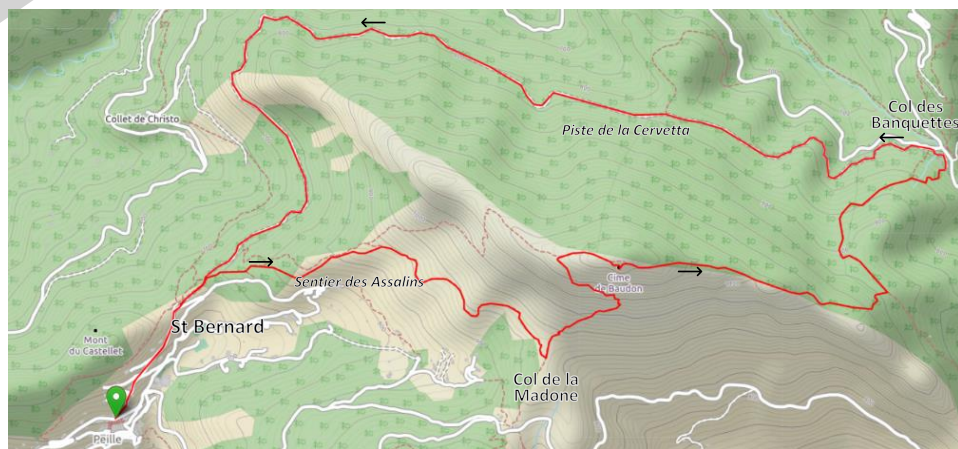 Collet de Christo
Piste de la Cervetta
Col des
Banquettes
Sentier des Assalins
Cime
de Baudon
St Bernard
Mont
du Castellet
Col de la
Madone
Peille